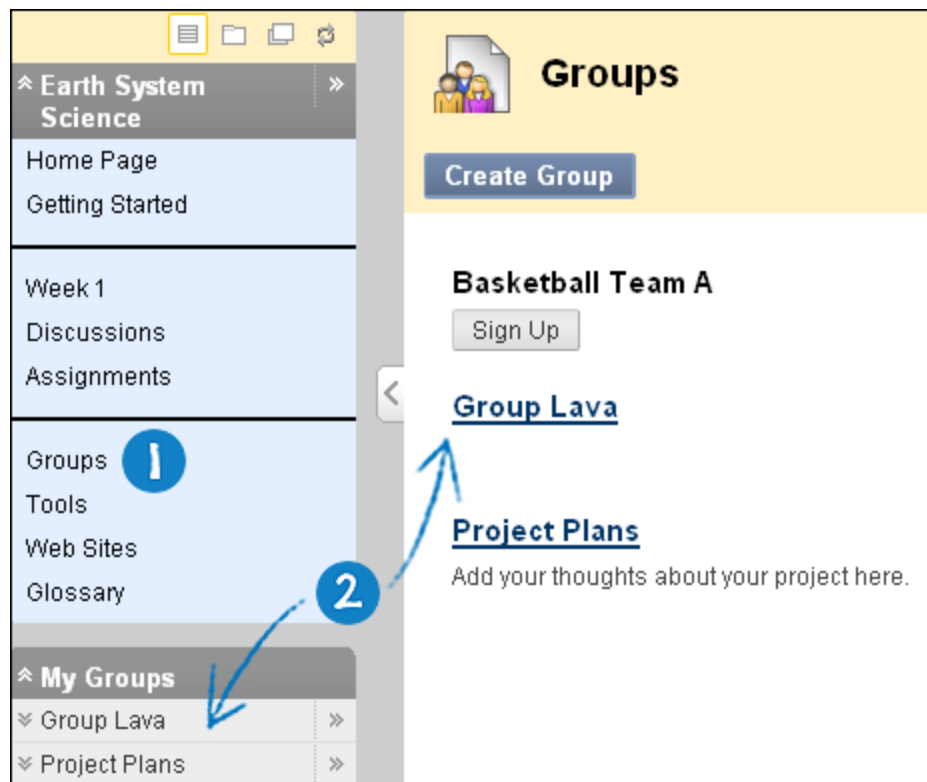 Earth System
Science
Home Page
Getting Started
Week 1
Discussions
Assignments
Groups
1
Tools
Web Sites
Glossary
2
My Groups
Group Lava
Project Plans
Groups
Create Group
Basketball Team A
Sign Up
Group Lava
Project Plans
Add your thoughts about your project here.